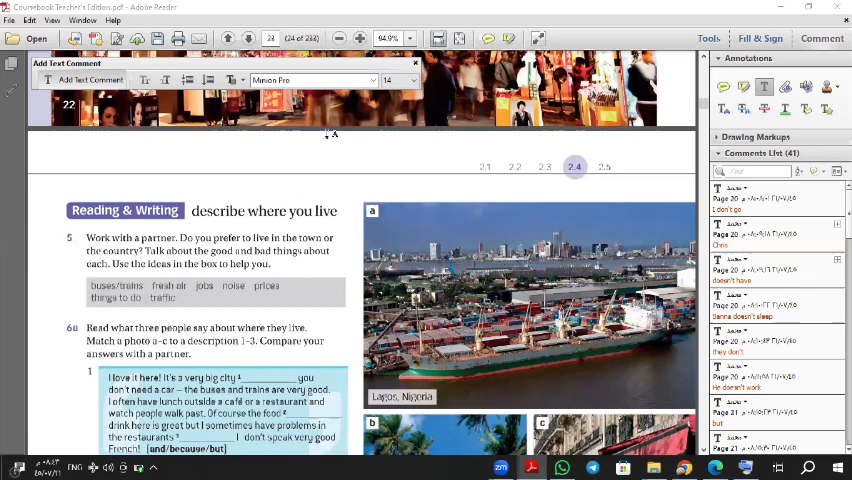 Coursebook Teacher's Edition.pdf - Adobe Reader
File Edit View Window Help
Open 23 (24 of 233) 94.9% Tools Fill & Sign Comment
Add Text Comment
Add Text Comment Minion Pro 14
22
2.1 2.2 2.3 2.4 2.5
Reading & Writing describe where you live
5 Work with a partner. Do you prefer to live in the town or
the country? Talk about the good and bad things about
each. Use the ideas in the box to help you.
buses/trains fresh air jobs noise prices
things to do traffic
6a Read what three people say about where they live.
Match a photo a–c to a description 1–3. Compare your
answers with a partner.
1 I love it here! It's a very big city 1__________ you
don't need a car – the buses and trains are very good.
I often have lunch outside a café or a restaurant and
watch people walk past. Of course the food 2__________
drink here is great but I sometimes have problems in
the restaurants 3__________ I don't speak very good
French! (and/because/but)
a
Lagos, Nigeria
b c
Annotations
Drawing Markups
Comments List (41)
Find
Page 20
I don't go
Page 20
Chris
Page 20
doesn't have
Page 20
Sanna doesn't sleep
Page 20
they don't
Page 20
He doesn't work
Page 21
but
Page 21
ENG